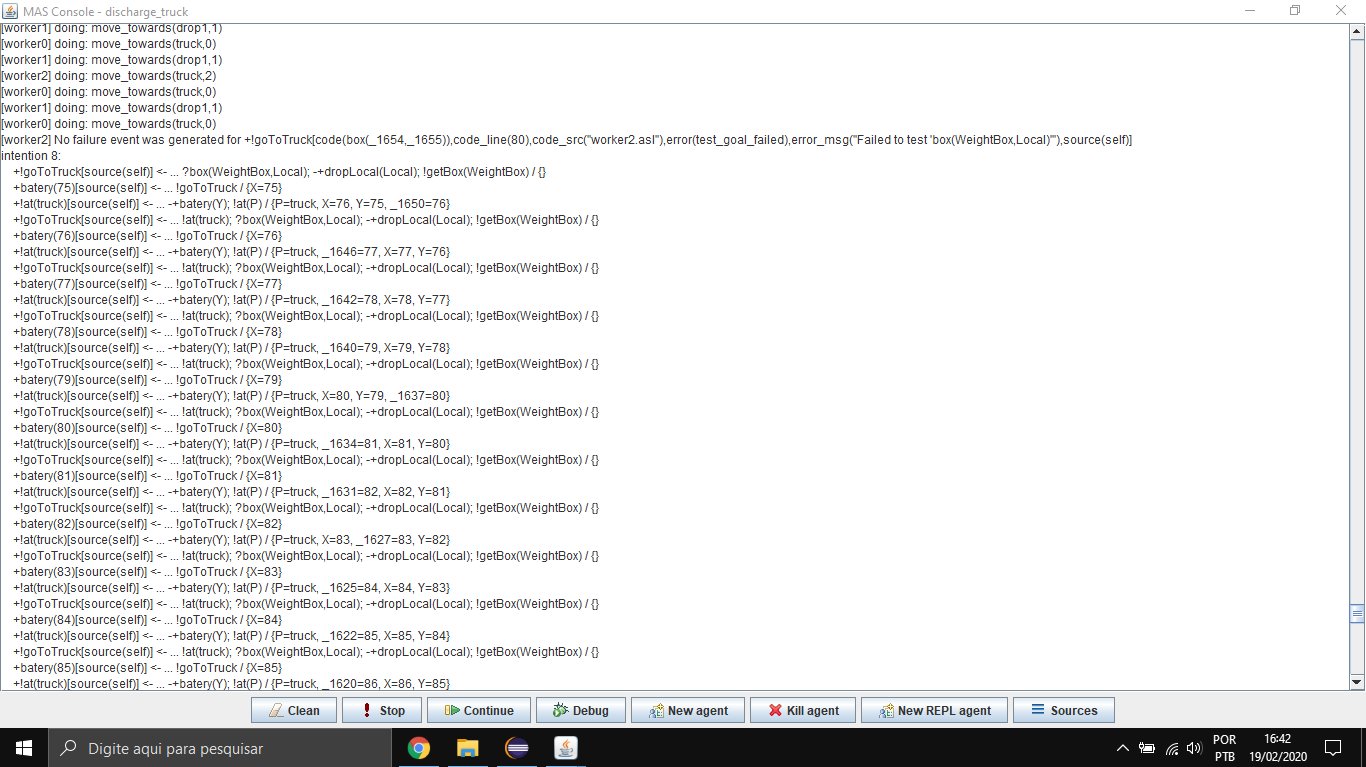 MAS Console - discharge_truck
[worker1] doing: move_towards(drop1,1)
[worker0] doing: move_towards(truck,0)
[worker1] doing: move_towards(drop1,1)
[worker2] doing: move_towards(truck,2)
[worker0] doing: move_towards(truck,0)
[worker1] doing: move_towards(drop1,1)
[worker0] doing: move_towards(truck,0)
[worker2] No failure event was generated for +!goToTruck[code(box(_1654,_1655)),code_line(80),code_src("worker2.asl"),error(test_goal_failed),error_msg("Failed to test 'box(WeightBox,Local)'"),source(self)]
intention 8:
+!goToTruck[source(self)] <- ... ?box(WeightBox,Local); -+dropLocal(Local); !getBox(WeightBox) / {}
+batery(75)[source(self)] <- ... !goToTruck / {X=75}
+!at(truck)[source(self)] <- ... -+batery(Y); !at(P) / {P=truck, X=76, Y=75, _1650=76}
+!goToTruck[source(self)] <- ... !at(truck); ?box(WeightBox,Local); -+dropLocal(Local); !getBox(WeightBox) / {}
+batery(76)[source(self)] <- ... !goToTruck / {X=76}
+!at(truck)[source(self)] <- ... -+batery(Y); !at(P) / {P=truck, _1646=77, X=77, Y=76}
+!goToTruck[source(self)] <- ... !at(truck); ?box(WeightBox,Local); -+dropLocal(Local); !getBox(WeightBox) / {}
+batery(77)[source(self)] <- ... !goToTruck / {X=77}
+!at(truck)[source(self)] <- ... -+batery(Y); !at(P) / {P=truck, _1642=78, X=78, Y=77}
+!goToTruck[source(self)] <- ... !at(truck); ?box(WeightBox,Local); -+dropLocal(Local); !getBox(WeightBox) / {}
+batery(78)[source(self)] <- ... !goToTruck / {X=78}
+!at(truck)[source(self)] <- ... -+batery(Y); !at(P) / {P=truck, _1640=79, X=79, Y=78}
+!goToTruck[source(self)] <- ... !at(truck); ?box(WeightBox,Local); -+dropLocal(Local); !getBox(WeightBox) / {}
+batery(79)[source(self)] <- ... !goToTruck / {X=79}
+!at(truck)[source(self)] <- ... -+batery(Y); !at(P) / {P=truck, X=80, Y=79, _1637=80}
+!goToTruck[source(self)] <- ... !at(truck); ?box(WeightBox,Local); -+dropLocal(Local); !getBox(WeightBox) / {}
+batery(80)[source(self)] <- ... !goToTruck / {X=80}
+!at(truck)[source(self)] <- ... -+batery(Y); !at(P) / {P=truck, _1634=81, X=81, Y=80}
+!goToTruck[source(self)] <- ... !at(truck); ?box(WeightBox,Local); -+dropLocal(Local); !getBox(WeightBox) / {}
+batery(81)[source(self)] <- ... !goToTruck / {X=81}
+!at(truck)[source(self)] <- ... -+batery(Y); !at(P) / {P=truck, _1631=82, X=82, Y=81}
+!goToTruck[source(self)] <- ... !at(truck); ?box(WeightBox,Local); -+dropLocal(Local); !getBox(WeightBox) / {}
+batery(82)[source(self)] <- ... !goToTruck / {X=82}
+!at(truck)[source(self)] <- ... -+batery(Y); !at(P) / {P=truck, X=83, _1627=83, Y=82}
+!goToTruck[source(self)] <- ... !at(truck); ?box(WeightBox,Local); -+dropLocal(Local); !getBox(WeightBox) / {}
+batery(83)[source(self)] <- ... !goToTruck / {X=83}
+!at(truck)[source(self)] <- ... -+batery(Y); !at(P) / {P=truck, _1625=84, X=84, Y=83}
+!goToTruck[source(self)] <- ... !at(truck); ?box(WeightBox,Local); -+dropLocal(Local); !getBox(WeightBox) / {}
+batery(84)[source(self)] <- ... !goToTruck / {X=84}
+!at(truck)[source(self)] <- ... -+batery(Y); !at(P) / {P=truck, _1622=85, X=85, Y=84}
+!goToTruck[source(self)] <- ... !at(truck); ?box(WeightBox,Local); -+dropLocal(Local); !getBox(WeightBox) / {}
+batery(85)[source(self)] <- ... !goToTruck / {X=85}
+!at(truck)[source(self)] <- ... -+batery(Y); !at(P) / {P=truck, _1620=86, X=86, Y=85}
Clean Stop Continue Debug New agent Kill agent New REPL agent Sources
Digite aqui para pesquisar
POR 16:42
PTB 19/02/2020